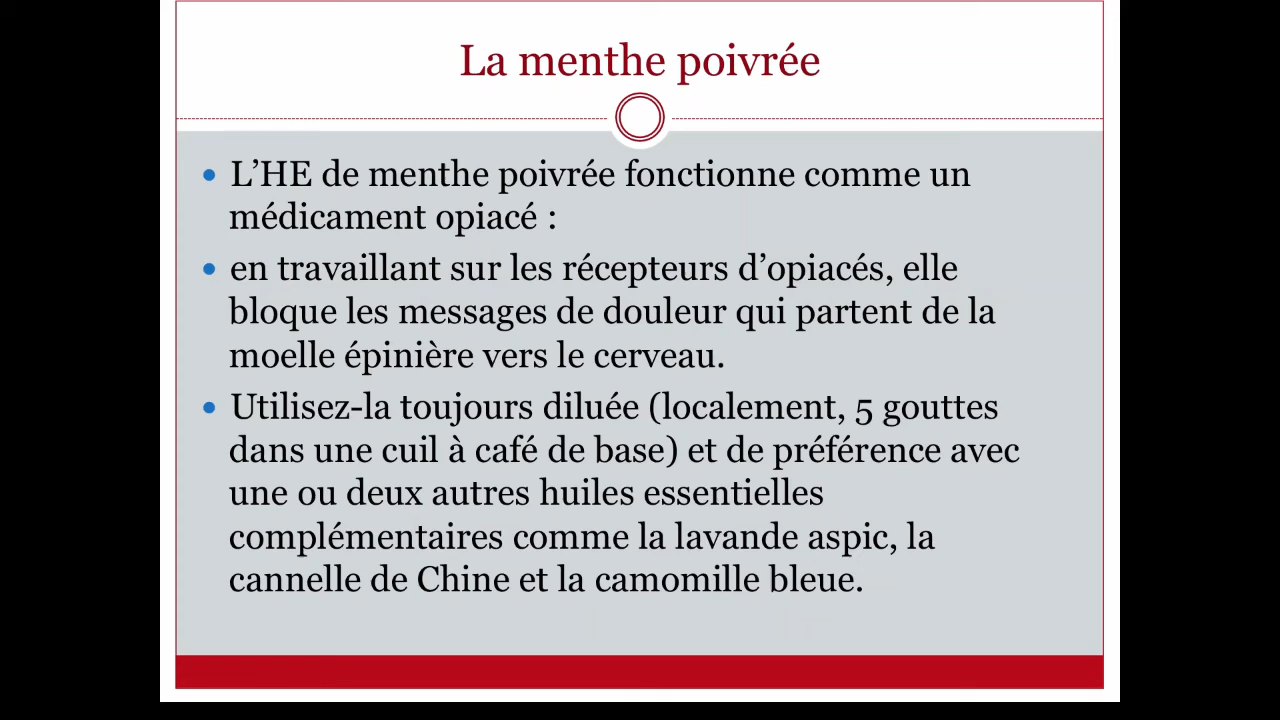 La menthe poivrée
• L’HE de menthe poivrée fonctionne comme un
médicament opiacé :
• en travaillant sur les récepteurs d’opiacés, elle
bloque les messages de douleur qui partent de la
moelle épinière vers le cerveau.
• Utilisez-la toujours diluée (localement, 5 gouttes
dans une cuil à café de base) et de préférence avec
une ou deux autres huiles essentielles
complémentaires comme la lavande aspic, la
cannelle de Chine et la camomille bleue.